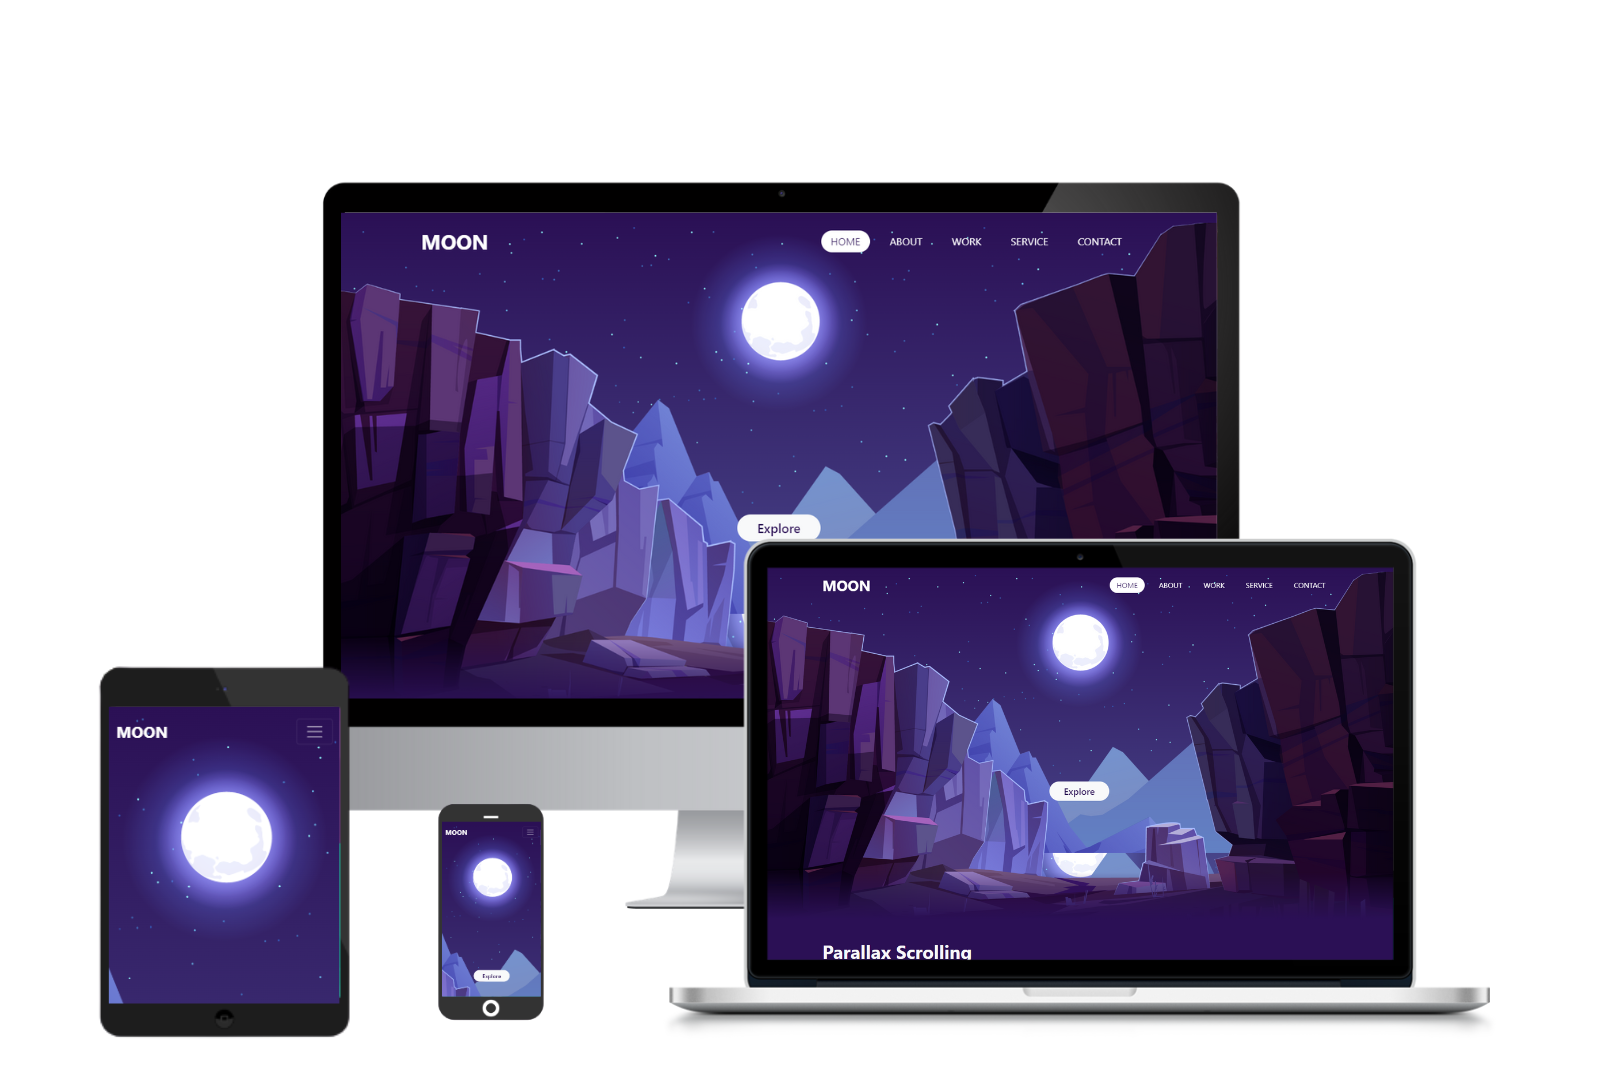 MOON HOME ABOUT WORK SERVICE CONTACT
Explore
MOON HOME ABOUT WORK SERVICE CONTACT
Explore
Parallax Scrolling
MOON
MOON
Explore